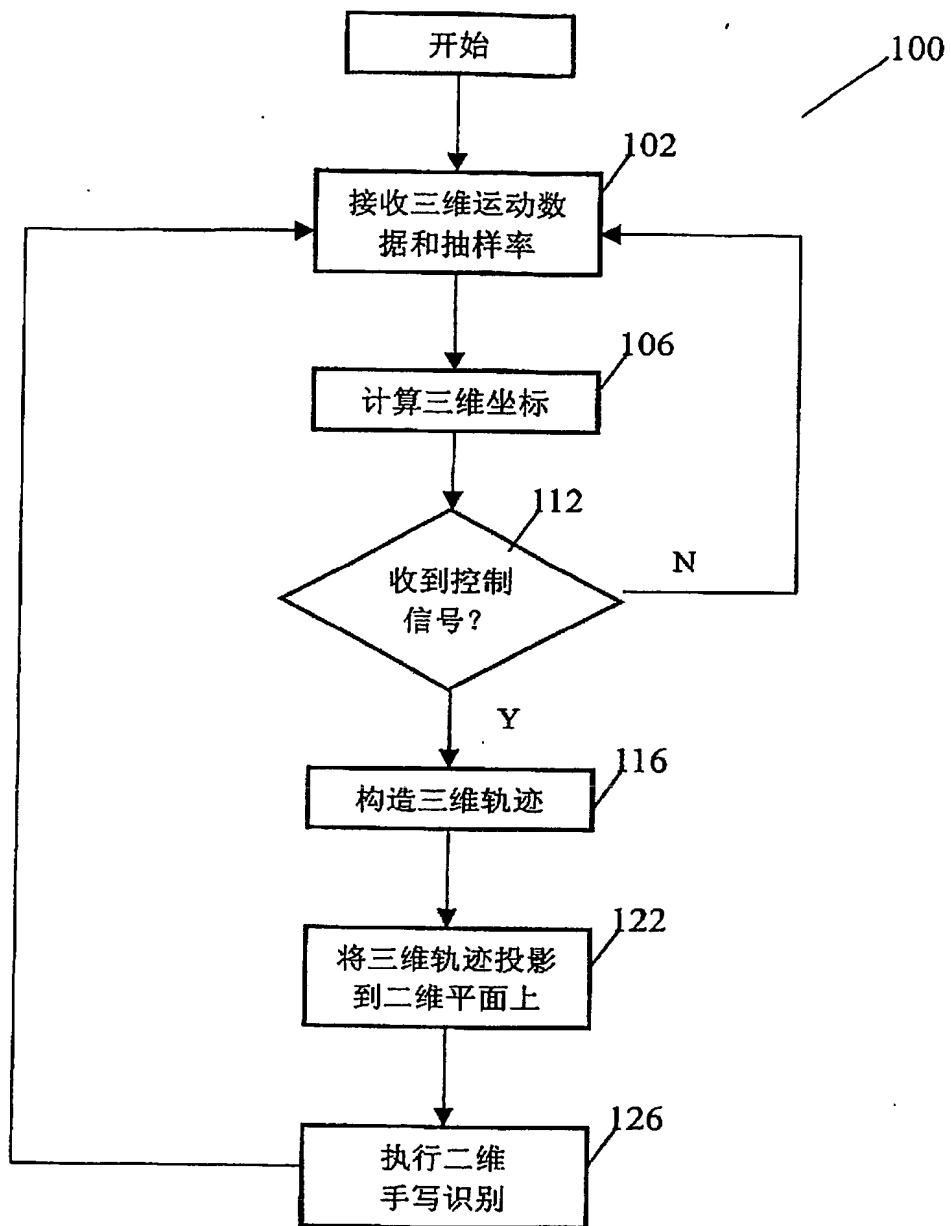 开始
100
102
接收三维运动数
据和抽样率
106
计算三维坐标
112
收到控制
信号?
N
Y
116
构造三维轨迹
122
将三维轨迹投影
到二维平面上
126
执行二维
手写识别